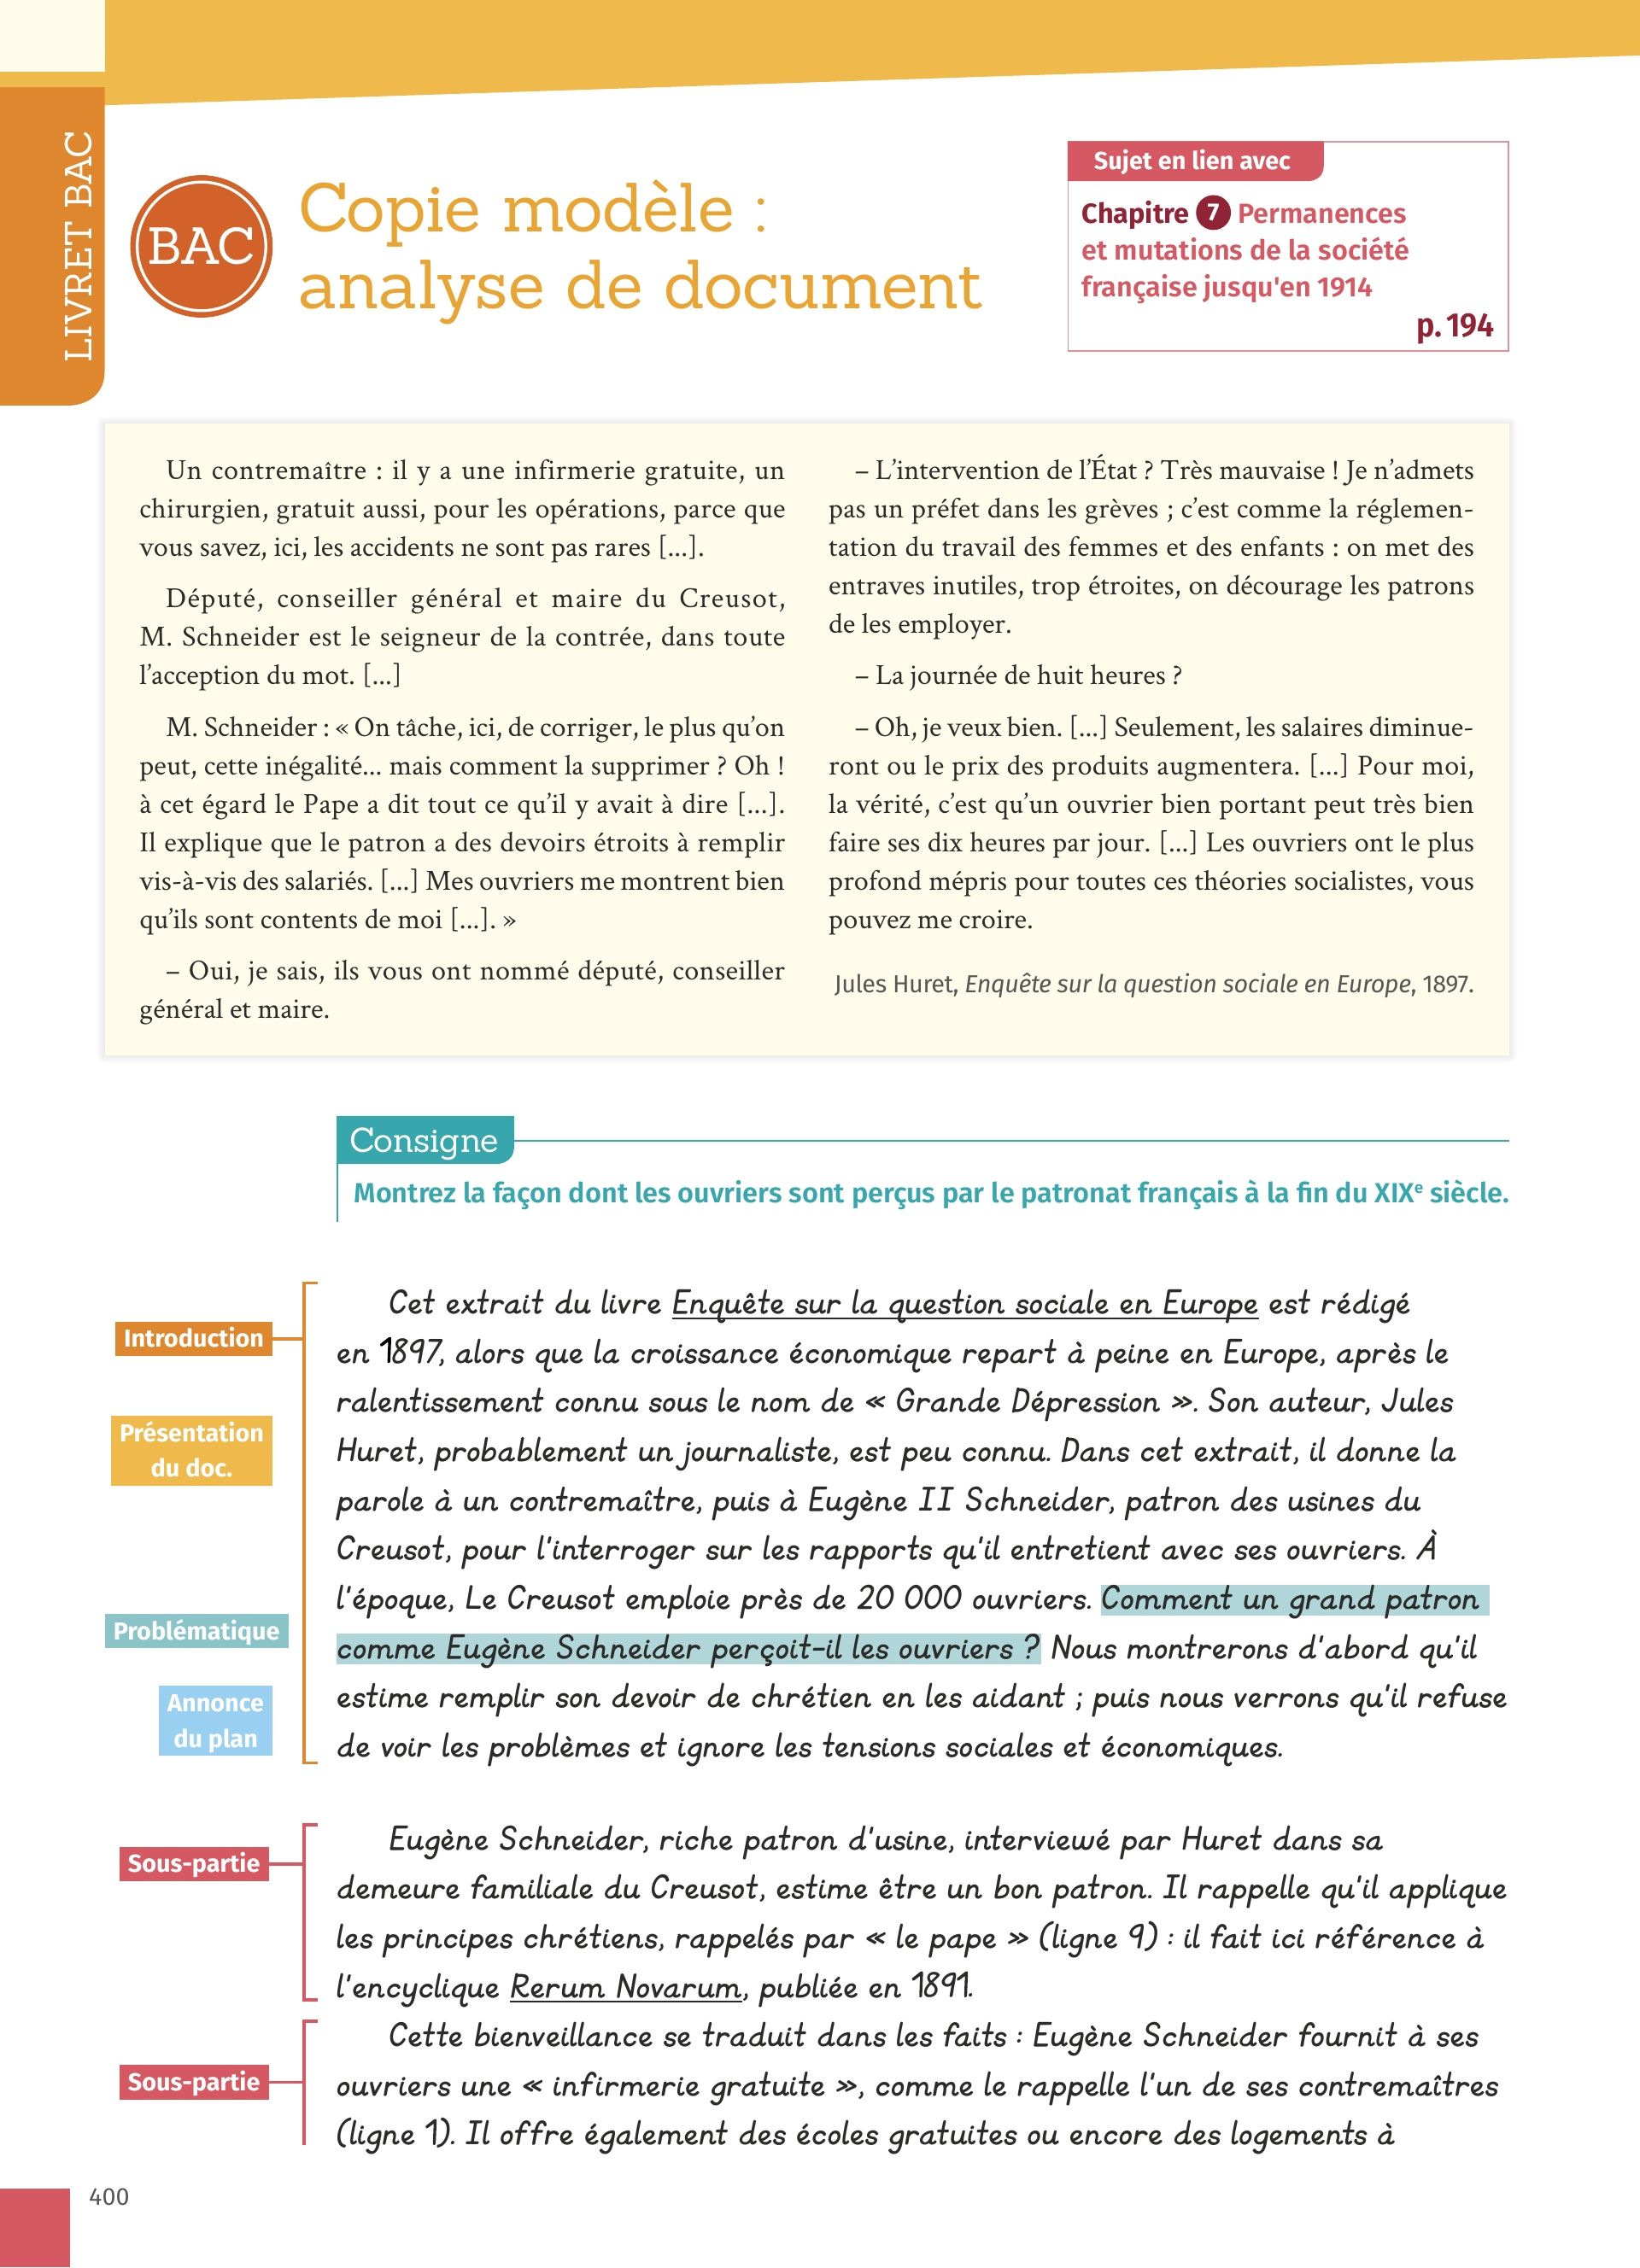 LIVRET BAC
BAC
Copie modèle :
analyse de document
Sujet en lien avec
Chapitre 7 Permanences
et mutations de la société
française jusqu'en 1914
p. 194
Un contremaître : il y a une infirmerie gratuite, un
chirurgien, gratuit aussi, pour les opérations, parce que
vous savez, ici, les accidents ne sont pas rares [...].
Député, conseiller général et maire du Creusot,
M. Schneider est le seigneur de la contrée, dans toute
l’acception du mot. [...]
M. Schneider : « On tâche, ici, de corriger, le plus qu’on
peut, cette inégalité... mais comment la supprimer ? Oh !
à cet égard le Pape a dit tout ce qu’il y avait à dire [...].
Il explique que le patron a des devoirs étroits à remplir
vis-à-vis des salariés. [...] Mes ouvriers me montrent bien
qu’ils sont contents de moi [...]. »
– Oui, je sais, ils vous ont nommé député, conseiller
général et maire.
– L’intervention de l’État ? Très mauvaise ! Je n’admets
pas un préfet dans les grèves ; c’est comme la réglemen-
tation du travail des femmes et des enfants : on met des
entraves inutiles, trop étroites, on décourage les patrons
de les employer.
– La journée de huit heures ?
– Oh, je veux bien. [...] Seulement, les salaires diminue-
ront ou le prix des produits augmentera. [...] Pour moi,
la vérité, c’est qu’un ouvrier bien portant peut très bien
faire ses dix heures par jour. [...] Les ouvriers ont le plus
profond mépris pour toutes ces théories socialistes, vous
pouvez me croire.
Jules Huret, Enquête sur la question sociale en Europe, 1897.
Consigne
Montrez la façon dont les ouvriers sont perçus par le patronat français à la fin du XIXe siècle.
Introduction
Présentation
du doc.
Problématique
Annonce
du plan
Cet extrait du livre Enquête sur la question sociale en Europe est rédigé
en 1897, alors que la croissance économique repart à peine en Europe, après le
ralentissement connu sous le nom de « Grande Dépression ». Son auteur, Jules
Huret, probablement un journaliste, est peu connu. Dans cet extrait, il donne la
parole à un contremaître, puis à Eugène II Schneider, patron des usines du
Creusot, pour l'interroger sur les rapports qu'il entretient avec ses ouvriers. À
l'époque, Le Creusot emploie près de 20 000 ouvriers. Comment un grand patron
comme Eugène Schneider perçoit-il les ouvriers ? Nous montrerons d'abord qu'il
estime remplir son devoir de chrétien en les aidant ; puis nous verrons qu'il refuse
de voir les problèmes et ignore les tensions sociales et économiques.
Sous-partie
Eugène Schneider, riche patron d'usine, interviewé par Huret dans sa
demeure familiale du Creusot, estime être un bon patron. Il rappelle qu'il applique
les principes chrétiens, rappelés par « le pape » (ligne 9) : il fait ici référence à
l'encyclique Rerum Novarum, publiée en 1891.
Sous-partie
Cette bienveillance se traduit dans les faits : Eugène Schneider fournit à ses
ouvriers une « infirmerie gratuite », comme le rappelle l'un de ses contremaîtres
(ligne 1). Il offre également des écoles gratuites ou encore des logements à
400